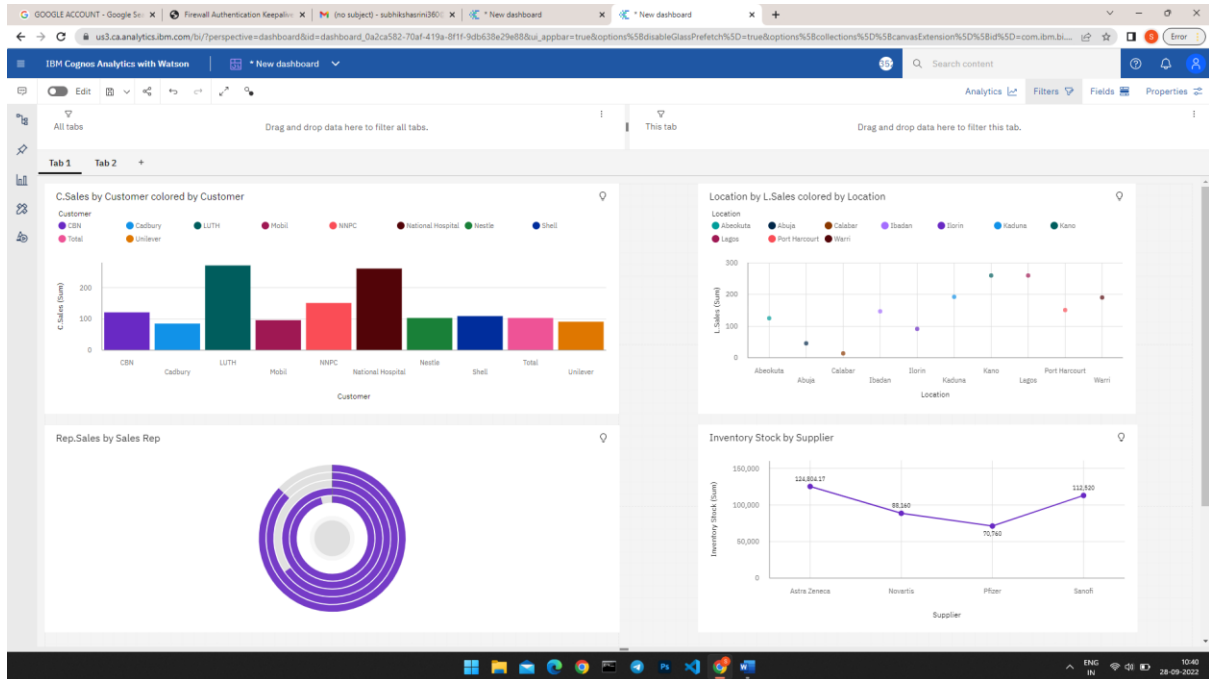 GOOGLE ACCOUNT - Google Se
Firewall Authentication Keepaliv
(no subject) - subhikshasrini360
* New dashboard
* New dashboard
us3.ca.analytics.ibm.com/bi/?perspective=dashboard&id=dashboard_0a2ca582-70af-419a-8f1f-9db638e29e88&ui_appbar=true&options%5BdisableGlassPrefetch%5D=true&options%5Bcollections%5D%5BcanvasExtension%5D%5Bid%5D=com.ibm.bi....
S
Error
IBM Cognos Analytics with Watson
* New dashboard
Search content
Edit
Analytics
Filters
Fields
Properties
All tabs
Drag and drop data here to filter all tabs.
This tab
Drag and drop data here to filter this tab.
Tab 1 Tab 2 +
C.Sales by Customer colored by Customer
Customer
CBN Cadbury LUTH Mobil NNPC National Hospital Nestle Shell
Total Unilever
C.Sales (Sum)
200
100
0
CBN LUTH NNPC Nestle Total
Cadbury Mobil National Hospital Shell Unilever
Customer
Location by L.Sales colored by Location
Location
Abeokuta Abuja Calabar Ibadan Ilorin Kaduna Kano
Lagos Port Harcourt Warri
L.Sales (Sum)
300
200
100
0
Abeokuta Calabar Ilorin Kano Port Harcourt
Abuja Ibadan Kaduna Lagos Warri
Location
Rep.Sales by Sales Rep
Inventory Stock by Supplier
Inventory Stock (Sum)
150,000
100,000
50,000
0
124,804.17
88,160
70,760
112,920
Astra Zeneca Novartis Pfizer Sanofi
Supplier
ENG
IN
10:40
28-09-2022